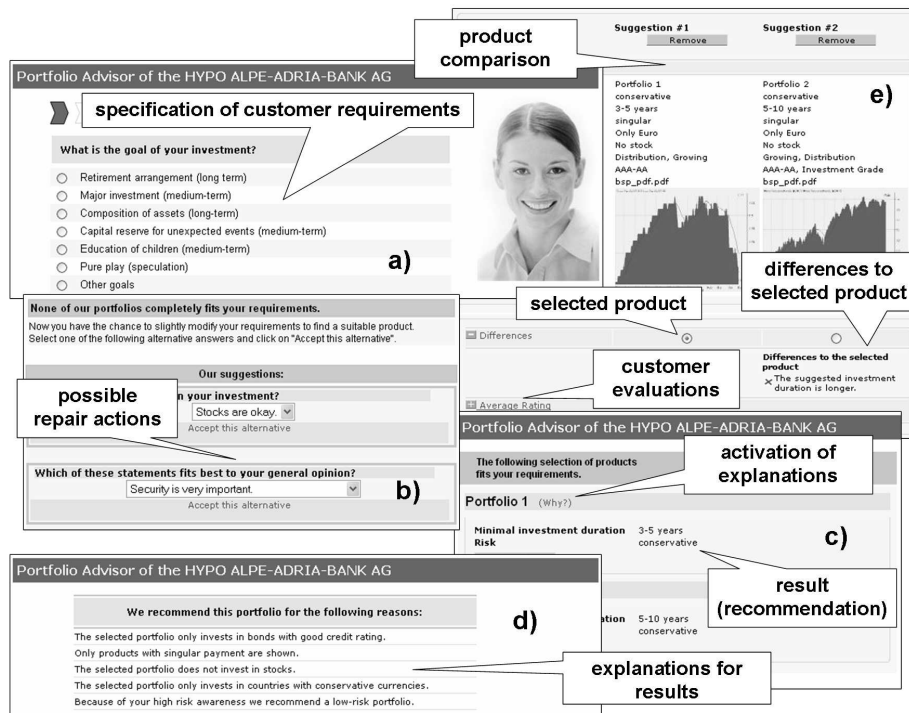 Portfolio Advisor of the HYPO ALPE-ADRIA-BANK AG
specification of customer requirements
What is the goal of your investment?
Retirement arrangement (long term)
Major investment (medium-term)
Composition of assets (long-term)
Capital reserve for unexpected events (medium-term)
Education of children (medium-term)
Pure play (speculation)
Other goals
a)
product
comparison
Suggestion #1
Remove
Suggestion #2
Remove
Portfolio 1
conservative
3-5 years
singular
Only Euro
No stock
Distribution, Growing
AAA-AA
bsp_pdf.pdf
Portfolio 2
conservative
5-10 years
singular
Only Euro
No stock
Growing, Distribution
AAA-AA, Investment Grade
bsp_pdf.pdf
e)
selected product
differences to
selected product
Differences
Differences to the selected
product
The suggested investment
duration is longer.
customer
evaluations
Average Rating
None of our portfolios completely fits your requirements.
Now you have the chance to slightly modify your requirements to find a suitable product.
Select one of the following alternative answers and click on "Accept this alternative".
Our suggestions:
possible
repair actions
n your investment?
Stocks are okay.
Accept this alternative
Which of these statements fits best to your general opinion?
Security is very important.
Accept this alternative
b)
Portfolio Advisor of the HYPO ALPE-ADRIA-BANK AG
The following selection of products
fits your requirements.
activation of
explanations
Portfolio 1 (Why?)
Minimal investment duration 3-5 years
Risk conservative
c)
result
(recommendation)
ation 5-10 years
conservative
Portfolio Advisor of the HYPO ALPE-ADRIA-BANK AG
We recommend this portfolio for the following reasons:
d)
The selected portfolio only invests in bonds with good credit rating.
Only products with singular payment are shown.
The selected portfolio does not invest in stocks.
The selected portfolio only invests in countries with conservative currencies.
Because of your high risk awareness we recommend a low-risk portfolio.
explanations for
results